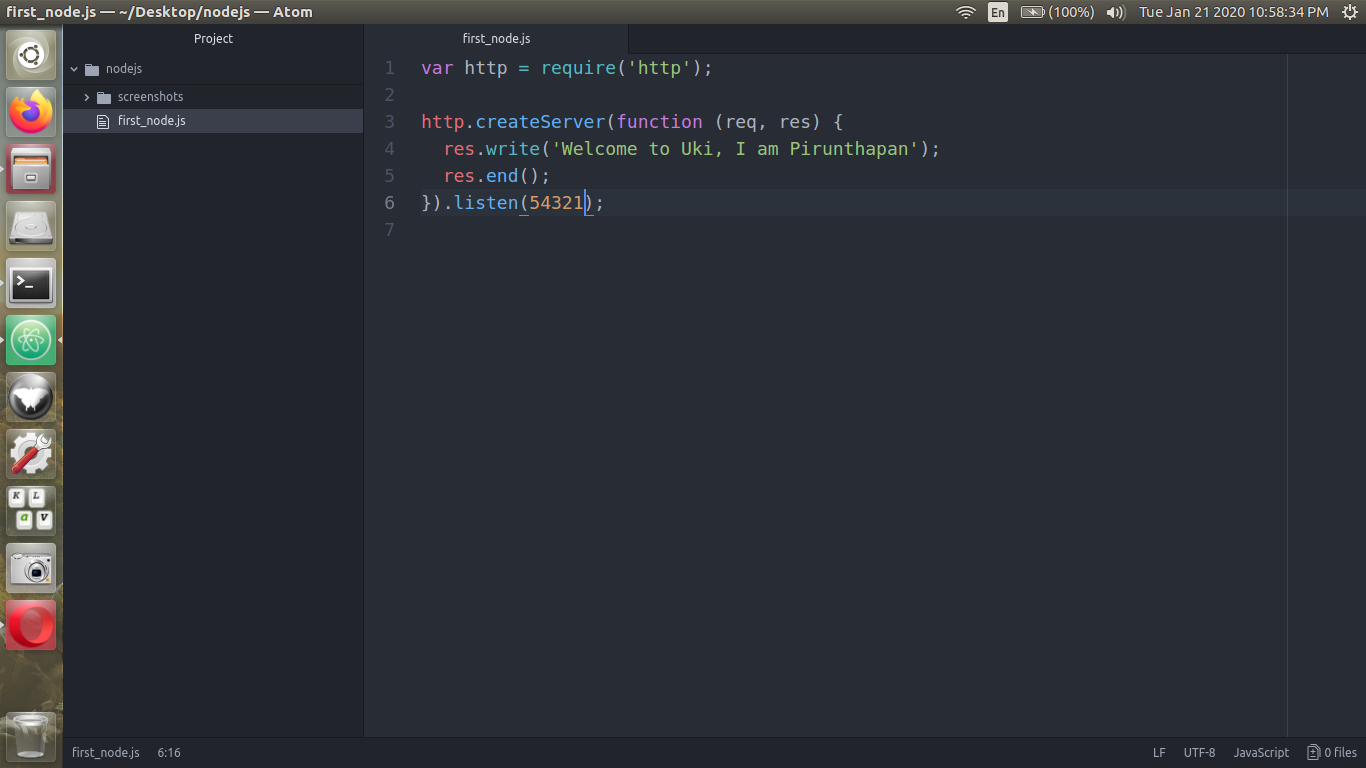 first_node.js — ~/Desktop/nodejs — Atom
En
(100%)
Tue Jan 21 2020 10:58:34 PM
Project
nodejs
screenshots
first_node.js
first_node.js
1 var http = require('http');
2
3 http.createServer(function (req, res) {
4   res.write('Welcome to Uki, I am Pirunthapan');
5   res.end();
6 }).listen(54321);
7
K L
a v
first_node.js 6:16
LF UTF-8 JavaScript 0 files